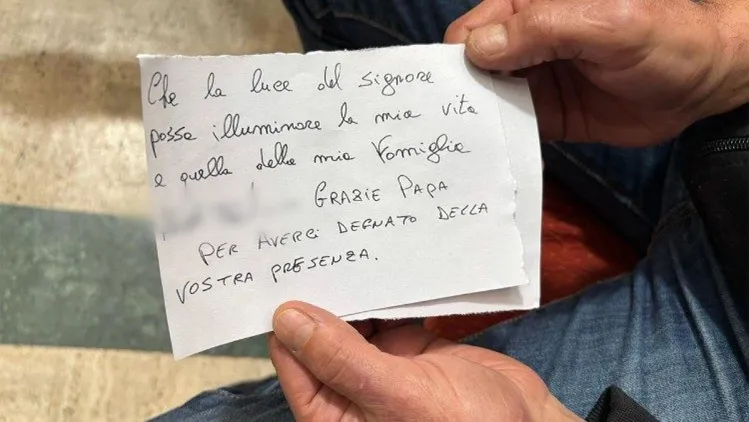 Che la luce del Signore
possa illuminare la mia vita
e quella della mia Famiglia
GRAZIE PAPA
PER AVERCI DEGNATO DELLA
VOSTRA PRESENZA.